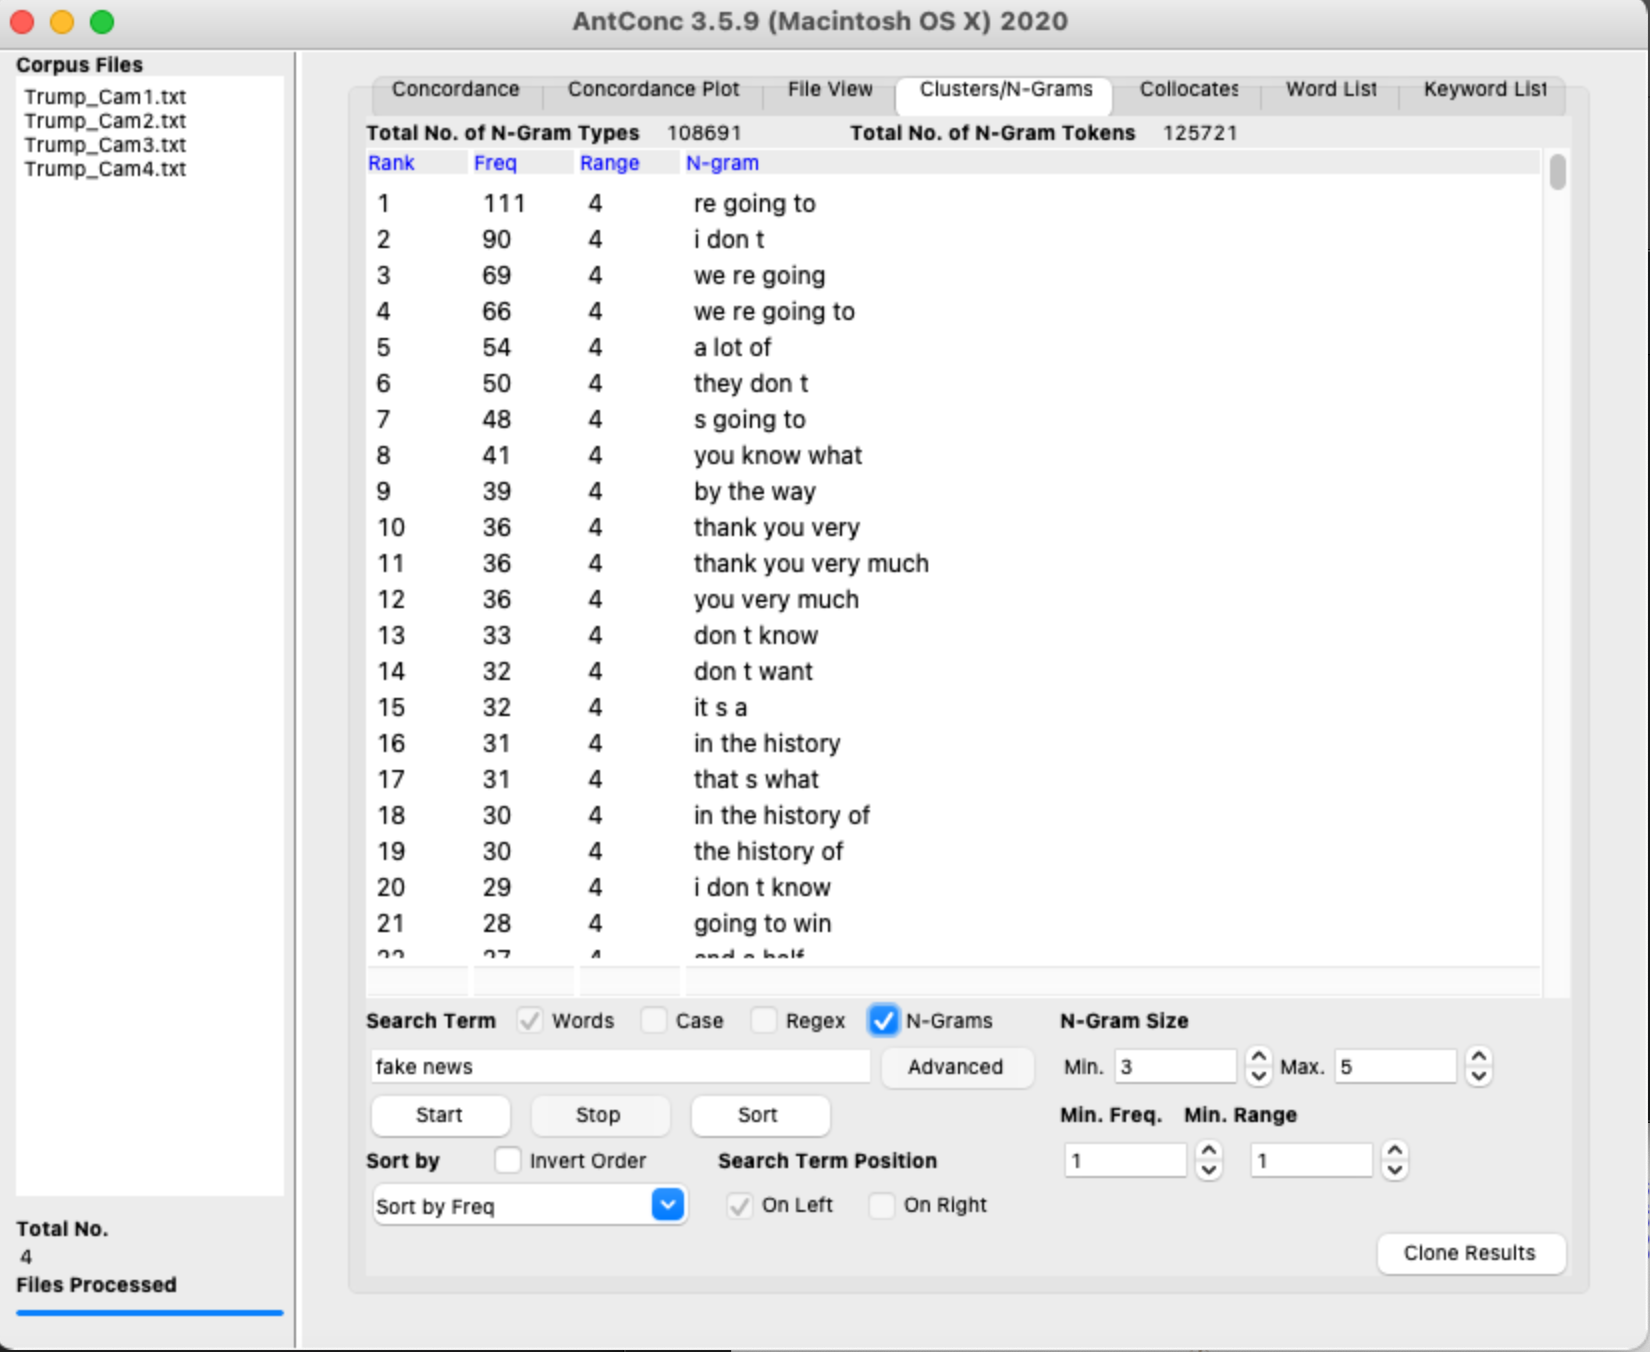 AntConc 3.5.9 (Macintosh OS X) 2020
Corpus Files
Trump_Cam1.txt
Trump_Cam2.txt
Trump_Cam3.txt
Trump_Cam4.txt
Total No.
4
Files Processed
Concordance Concordance Plot File View Clusters/N-Grams Collocates Word List Keyword List
Total No. of N-Gram Types 108691 Total No. of N-Gram Tokens 125721
Rank Freq Range N-gram
1 111 4 re going to
2 90 4 i don t
3 69 4 we re going
4 66 4 we re going to
5 54 4 a lot of
6 50 4 they don t
7 48 4 s going to
8 41 4 you know what
9 39 4 by the way
10 36 4 thank you very
11 36 4 thank you very much
12 36 4 you very much
13 33 4 don t know
14 32 4 don t want
15 32 4 it s a
16 31 4 in the history
17 31 4 that s what
18 30 4 in the history of
19 30 4 the history of
20 29 4 i don t know
21 28 4 going to win
22 27 4 and a half
Search Term Words Case Regex N-Grams N-Gram Size
fake news Advanced Min. 3 Max. 5
Start Stop Sort Min. Freq. Min. Range
Sort by Invert Order Search Term Position 1 1
Sort by Freq On Left On Right
Clone Results